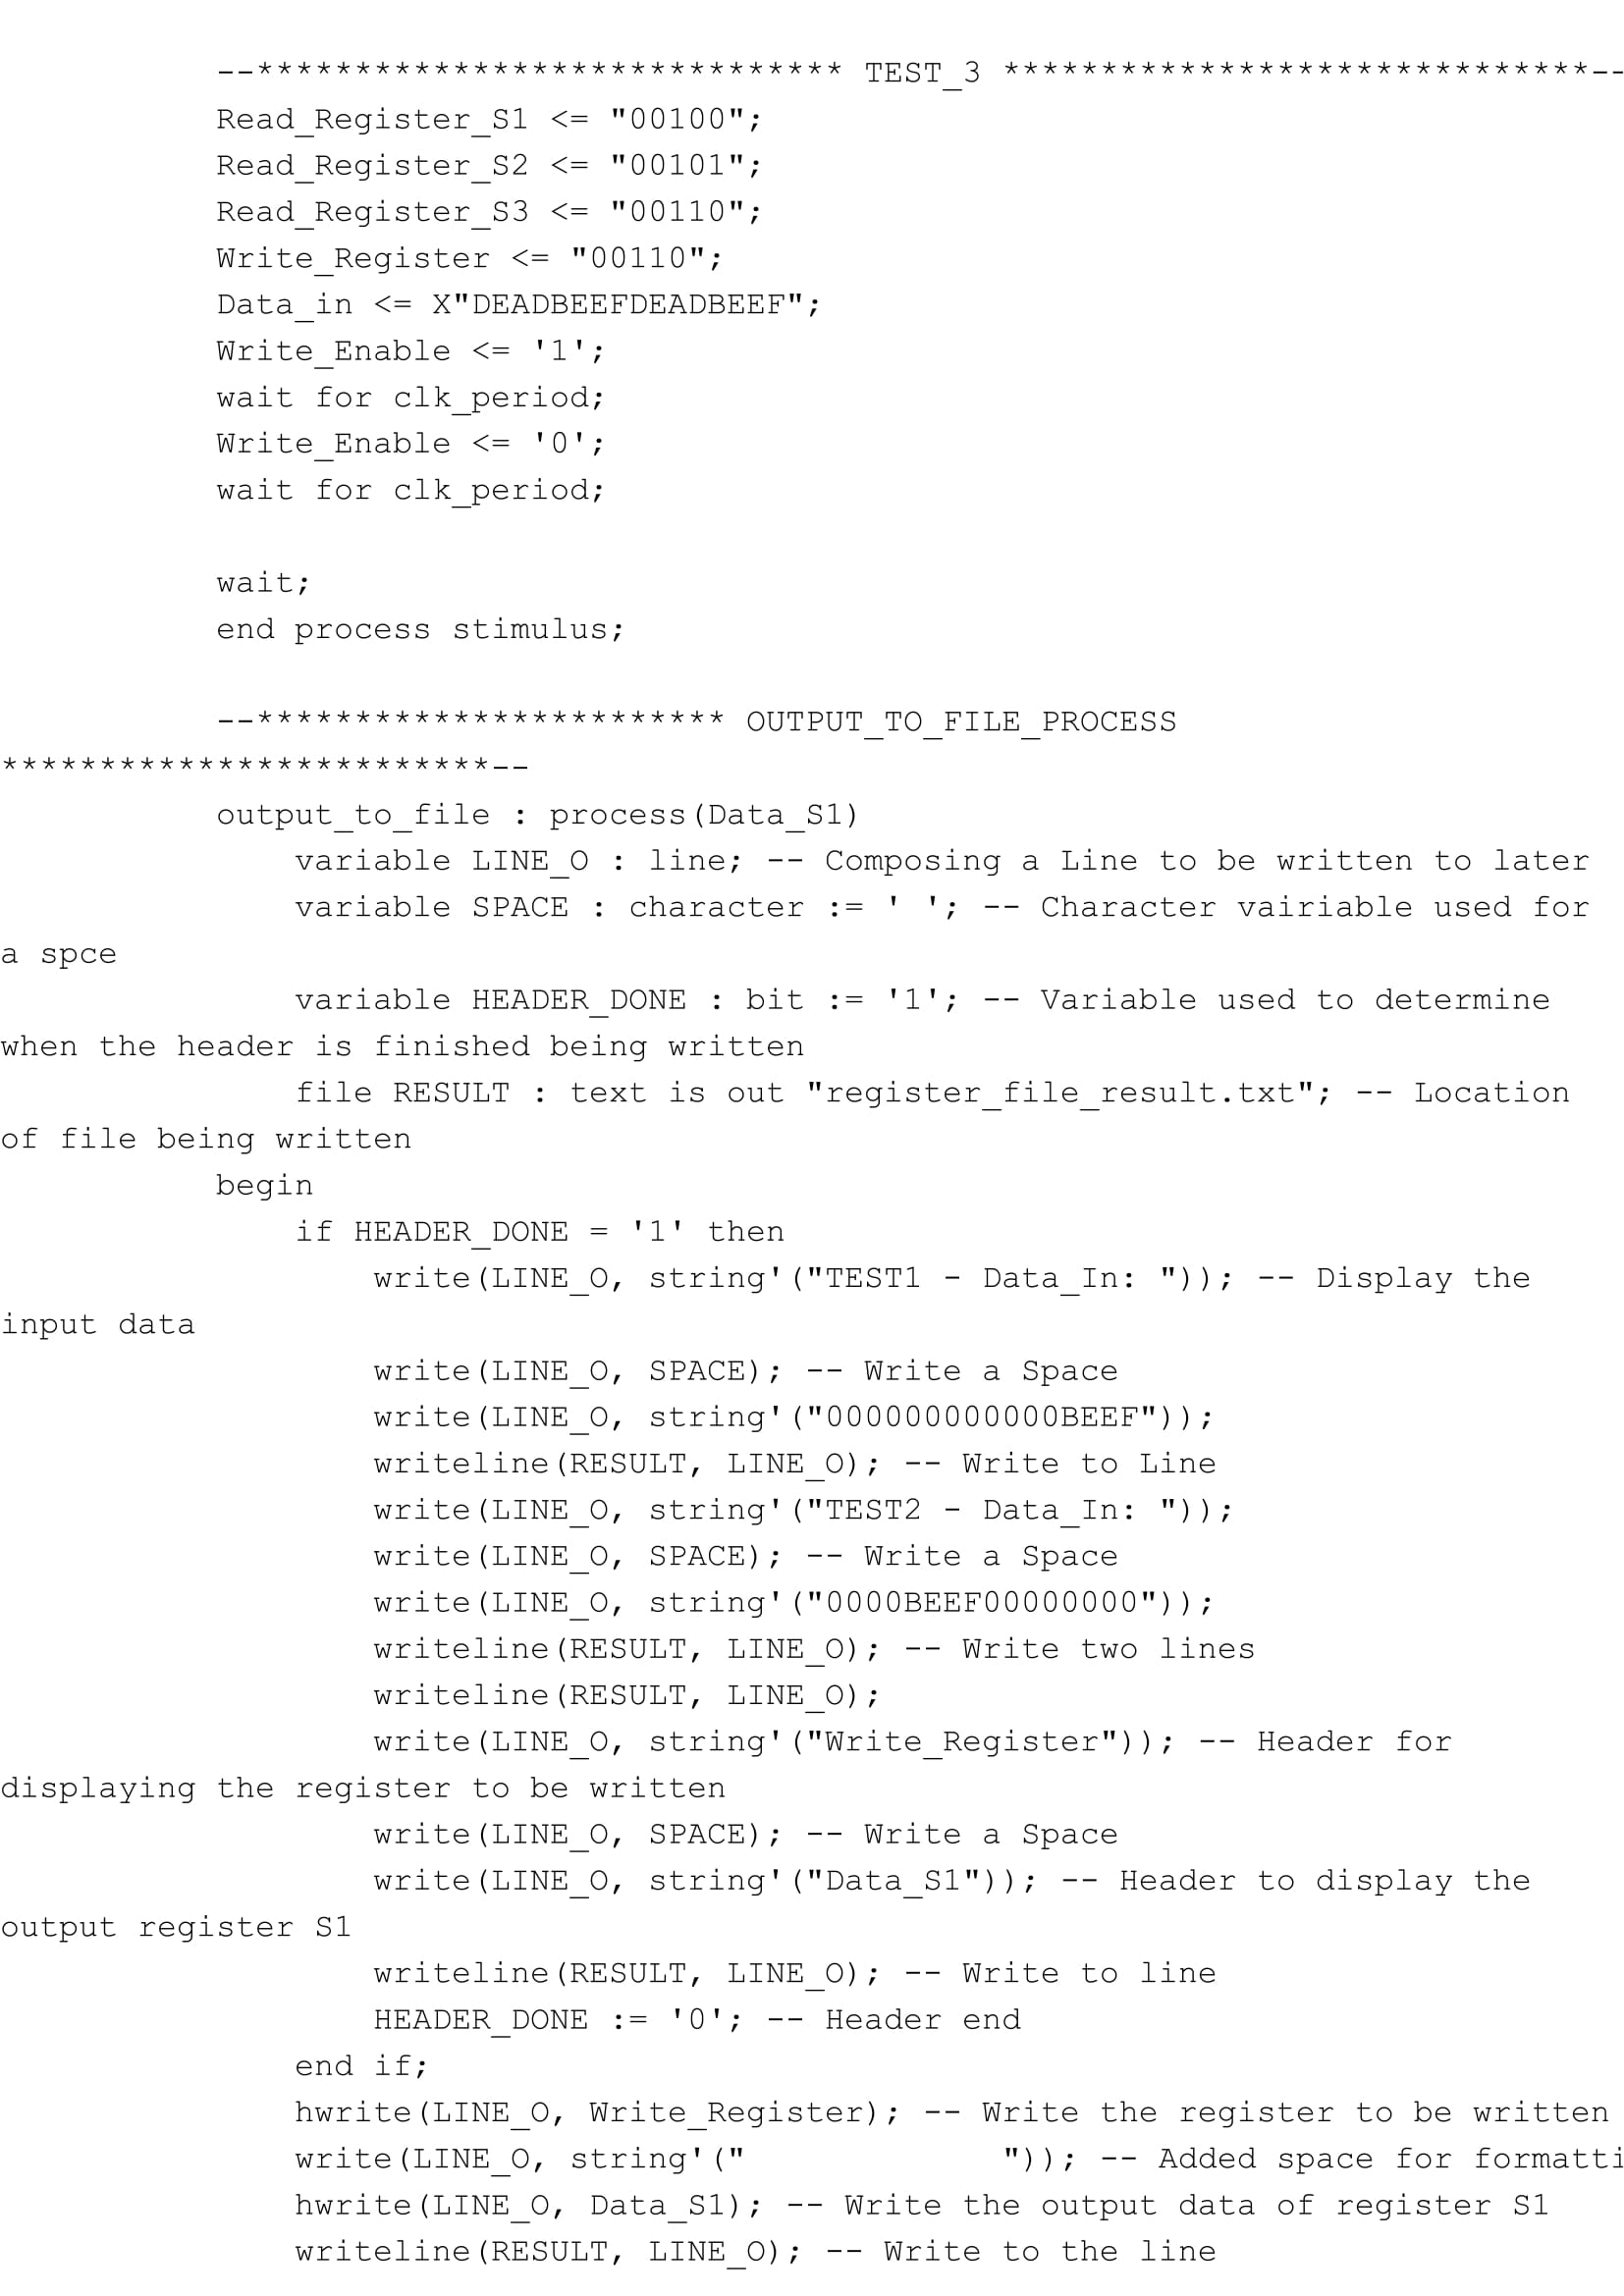 --****************************** TEST_3 ******************************--
Read_Register_S1 <= "00100";
Read_Register_S2 <= "00101";
Read_Register_S3 <= "00110";
Write_Register <= "00110";
Data_in <= X"DEADBEEFDEADBEEF";
Write_Enable <= '1';
wait for clk_period;
Write_Enable <= '0';
wait for clk_period;
wait;
end process stimulus;
--************************ OUTPUT_TO_FILE_PROCESS
*************************--
output_to_file : process(Data_S1)
variable LINE_O : line; -- Composing a Line to be written to later
variable SPACE : character := ' '; -- Character vairiable used for
a spce
variable HEADER_DONE : bit := '1'; -- Variable used to determine
when the header is finished being written
file RESULT : text is out "register_file_result.txt"; -- Location
of file being written
begin
if HEADER_DONE = '1' then
write(LINE_O, string'("TEST1 - Data_In: ")); -- Display the
input data
write(LINE_O, SPACE); -- Write a Space
write(LINE_O, string'("000000000000BEEF"));
writeline(RESULT, LINE_O); -- Write to Line
write(LINE_O, string'("TEST2 - Data_In: "));
write(LINE_O, SPACE); -- Write a Space
write(LINE_O, string'("0000BEEF00000000"));
writeline(RESULT, LINE_O); -- Write two lines
writeline(RESULT, LINE_O);
write(LINE_O, string'("Write_Register")); -- Header for
displaying the register to be written
write(LINE_O, SPACE); -- Write a Space
write(LINE_O, string'("Data_S1")); -- Header to display the
output register S1
writeline(RESULT, LINE_O); -- Write to line
HEADER_DONE := '0'; -- Header end
end if;
hwrite(LINE_O, Write_Register); -- Write the register to be written
write(LINE_O, string'("             ")); -- Added space for formatti
hwrite(LINE_O, Data_S1); -- Write the output data of register S1
writeline(RESULT, LINE_O); -- Write to the line